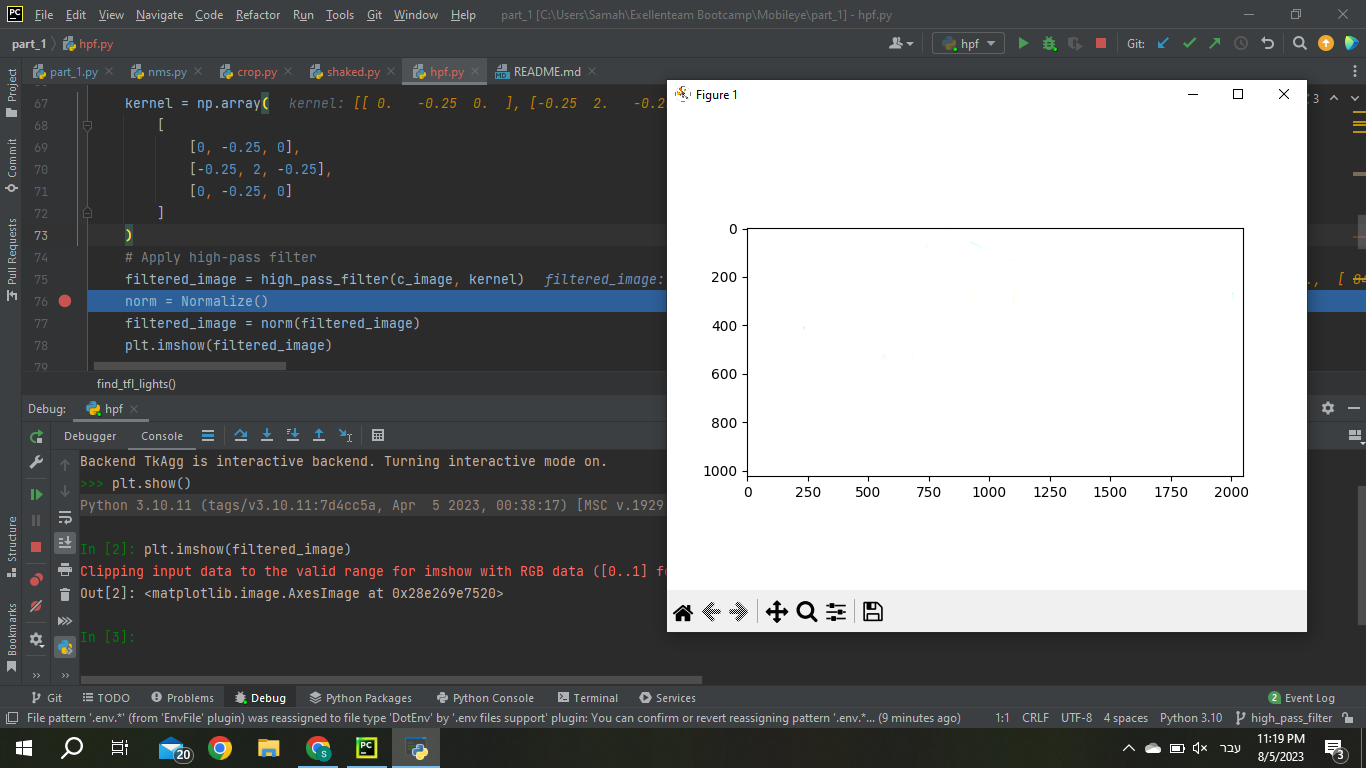 PC File Edit View Navigate Code Refactor Run Tools Git Window Help part_1 [C:\Users\Samah\Exellenteam Bootcamp\Mobileye\part_1] - hpf.py
part_1 hpf.py hpf Git:
part_1.py nms.py crop.py shaked.py hpf.py README.md
Project
Commit
Pull Requests
Structure
Bookmarks
67 kernel = np.array( kernel: [[ 0. -0.25 0. ], [-0.25 2. -0.2
68 [
69 [0, -0.25, 0],
70 [-0.25, 2, -0.25],
71 [0, -0.25, 0]
72 ]
73 )
74 # Apply high-pass filter
75 filtered_image = high_pass_filter(c_image, kernel) filtered_image:
76 norm = Normalize()
77 filtered_image = norm(filtered_image)
78 plt.imshow(filtered_image)
79
find_tfl_lights()
Figure 1
0
200
400
600
800
1000
0 250 500 750 1000 1250 1500 1750 2000
Debug: hpf
Debugger Console
Backend TkAgg is interactive backend. Turning interactive mode on.
>>> plt.show()
Python 3.10.11 (tags/v3.10.11:7d4cc5a, Apr 5 2023, 00:38:17) [MSC v.1929
In [2]: plt.imshow(filtered_image)
Clipping input data to the valid range for imshow with RGB data ([0..1] f
Out[2]: <matplotlib.image.AxesImage at 0x28e269e7520>
In [3]:
Git TODO Problems Debug Python Packages Python Console Terminal Services 2 Event Log
File pattern '.env.*' (from 'EnvFile' plugin) was reassigned to file type 'DotEnv' by '.env files support' plugin: You can confirm or revert reassigning pattern '.env.*... (9 minutes ago) 1:1 CRLF UTF-8 4 spaces Python 3.10 high_pass_filter
20 S PC עבר 11:19 PM
8/5/2023 3